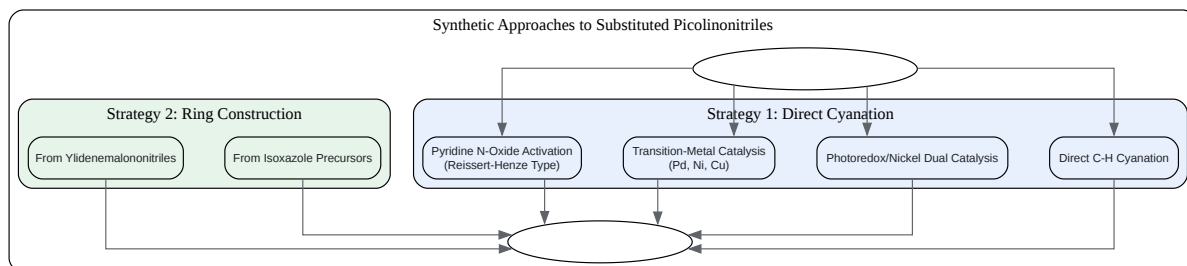 Synthetic Approaches to Substituted Picolinonitriles
Strategy 2: Ring Construction
From Ylidenemalononitriles
From Isoxazole Precursors
Strategy 1: Direct Cyanation
Pyridine N-Oxide Activation
(Reissert-Henze Type)
Transition-Metal Catalysis
(Pd, Ni, Cu)
Photoredox/Nickel Dual Catalysis
Direct C-H Cyanation